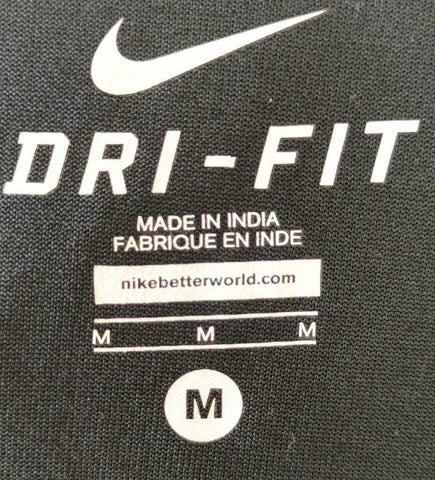 DRI-FIT
MADE IN INDIA
FABRIQUE EN INDE
nikebetterworld.com
M M M
M